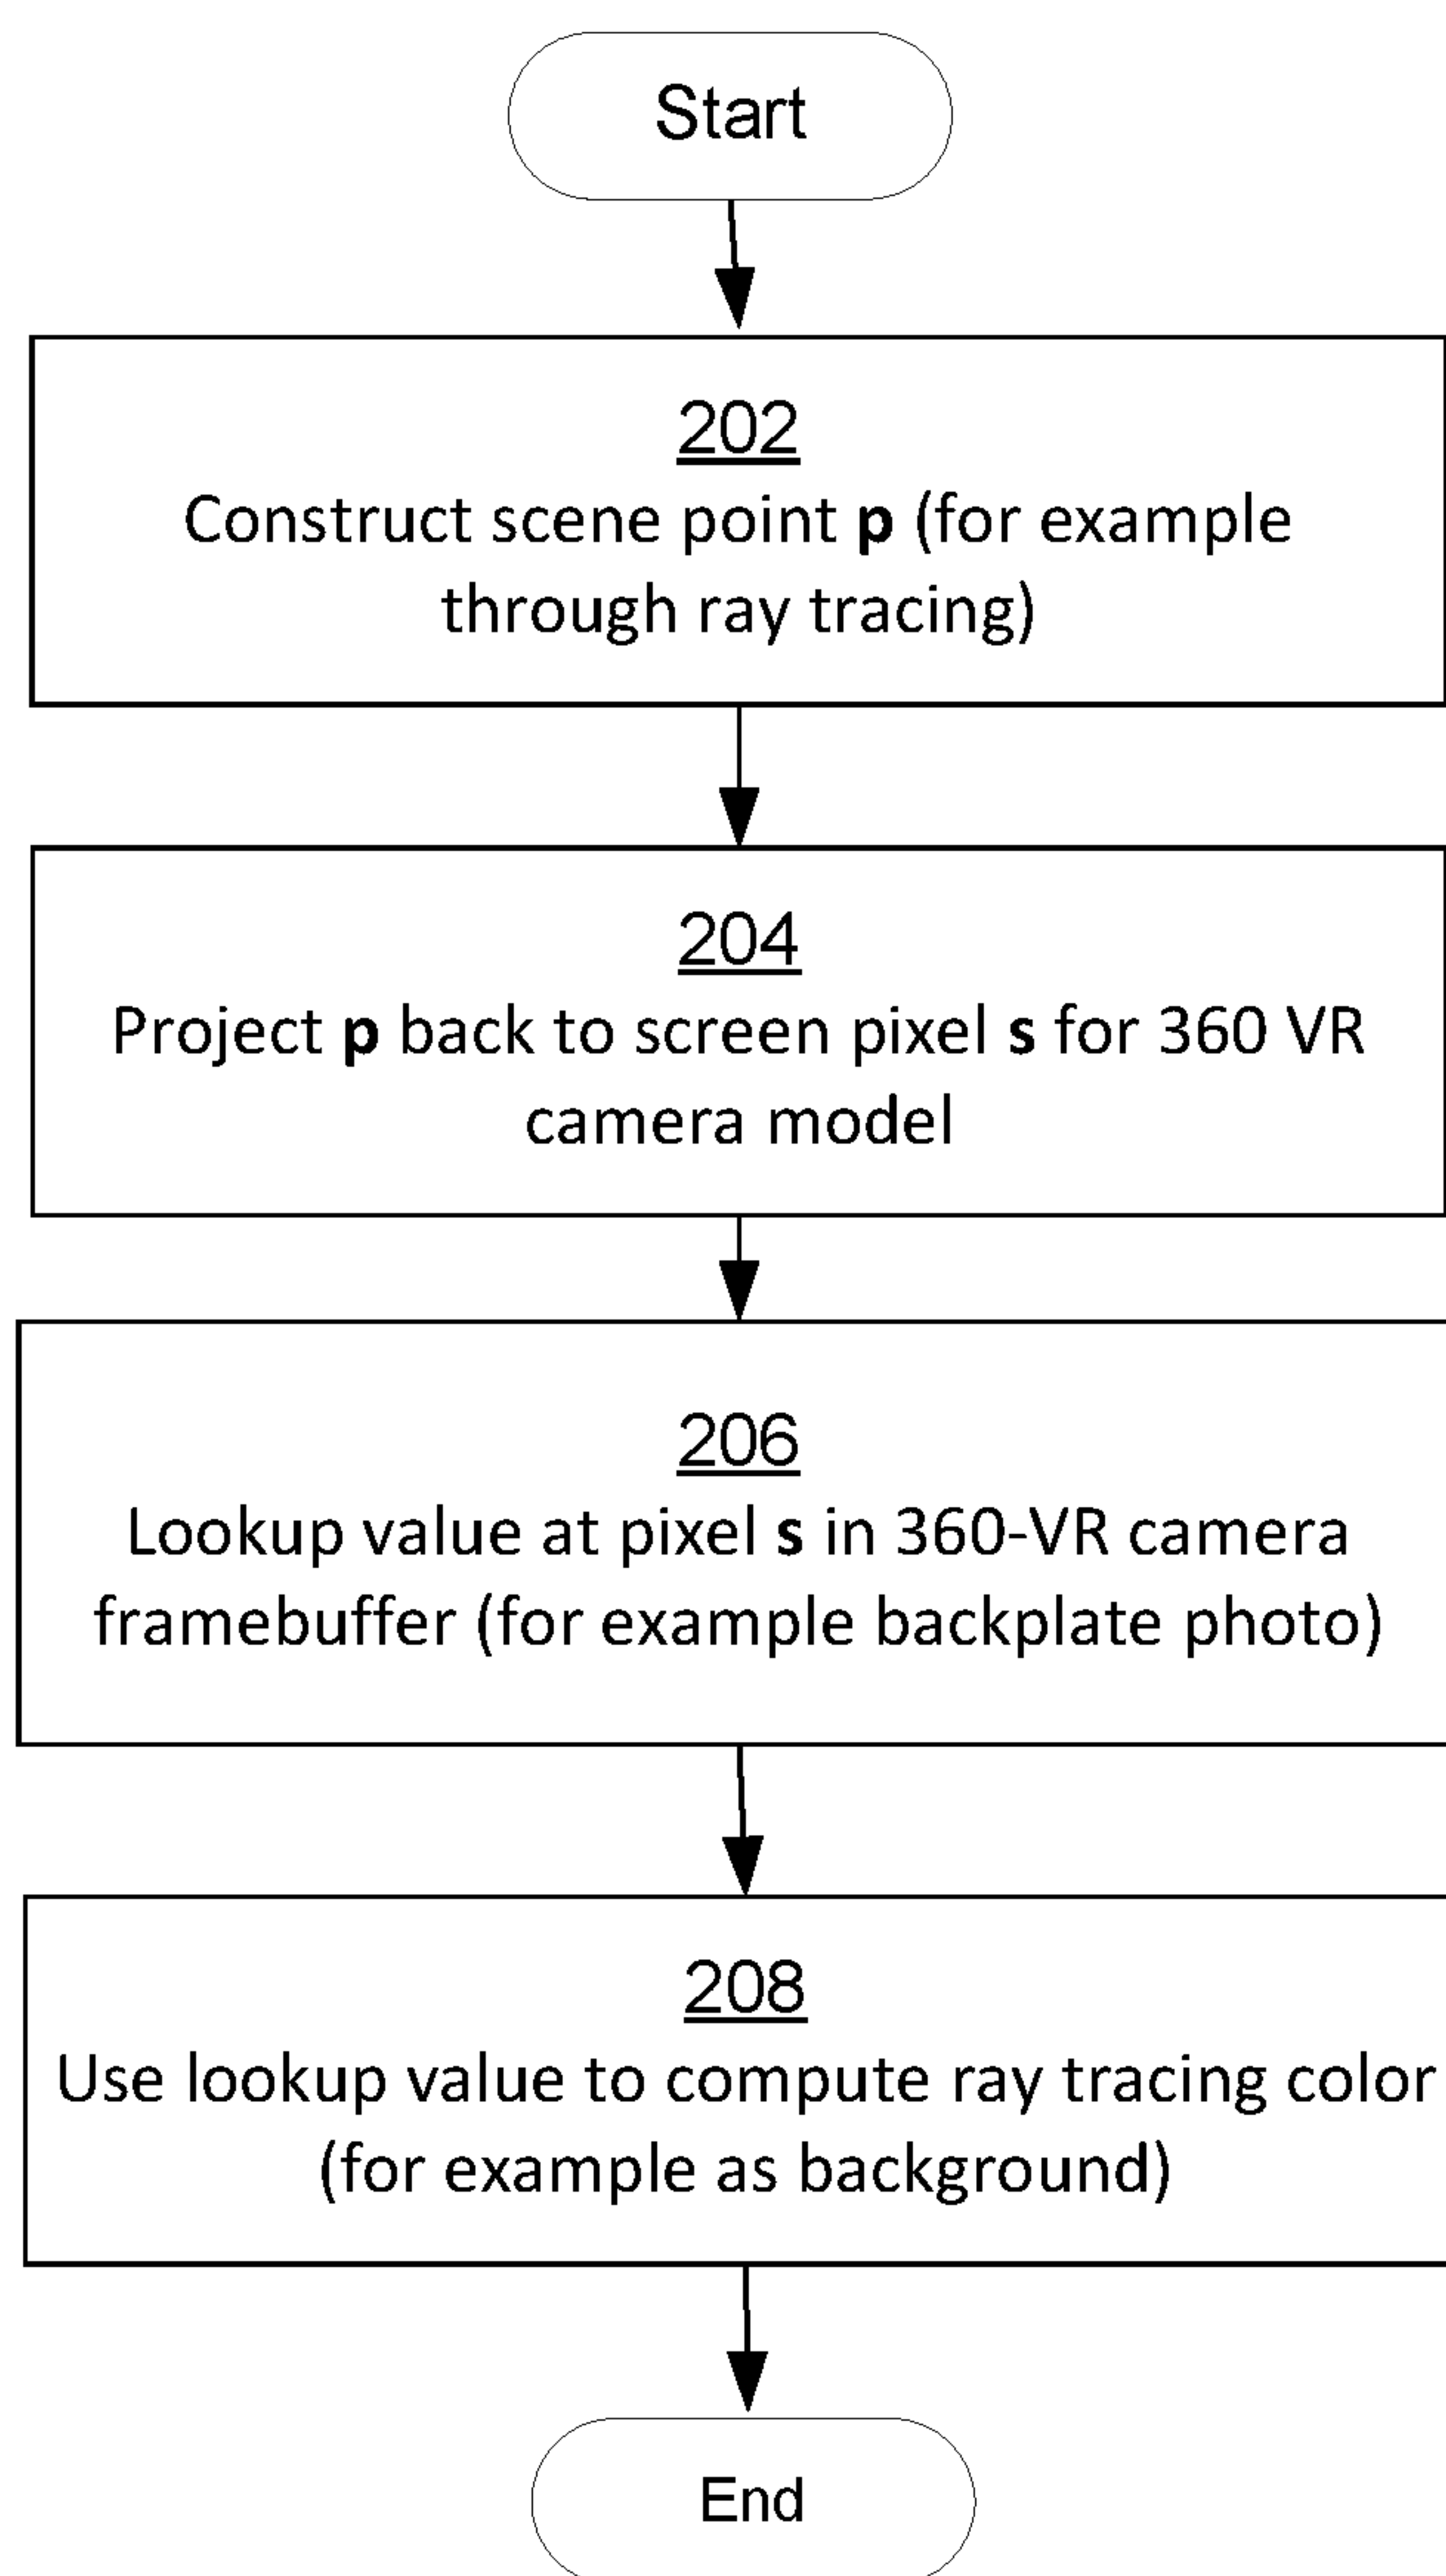 Start
202
Construct scene point p (for example
through ray tracing)
204
Project p back to screen pixel s for 360 VR
camera model
206
Lookup value at pixel s in 360-VR camera
framebuffer (for example backplate photo)
208
Use lookup value to compute ray tracing color
(for example as background)
End